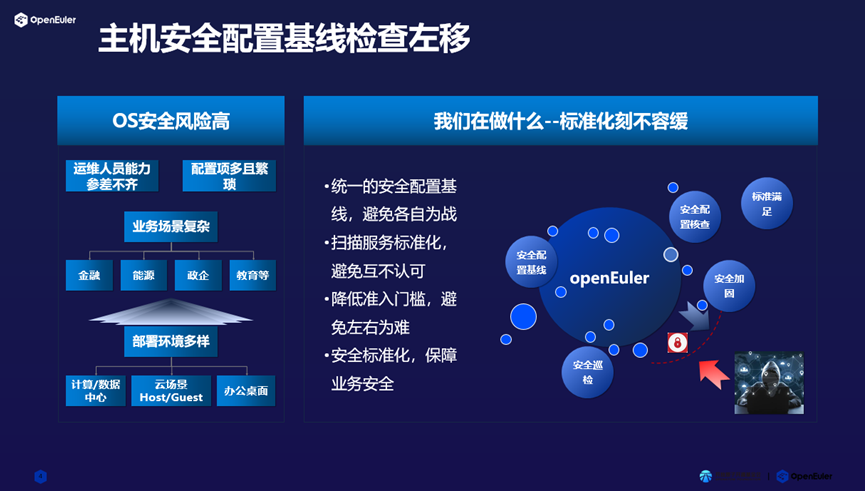 OpenEuler
主机安全配置基线检查左移
OS安全风险高
运维人员能力
参差不齐
配置项多且繁
琐
业务场景复杂
金融
能源
政企
教育等
部署环境多样
计算/数据
中心
云场景
Host/Guest
办公桌面
我们在做什么--标准化刻不容缓
•统一的安全配置基
线，避免各自为战
•扫描服务标准化，
避免互不认可
•降低准入门槛，避
免左右为难
•安全标准化，保障
业务安全
安全配
置基线
openEuler
安全配
置核查
标准满
足
安全加
固
安全巡
检
OpenEuler